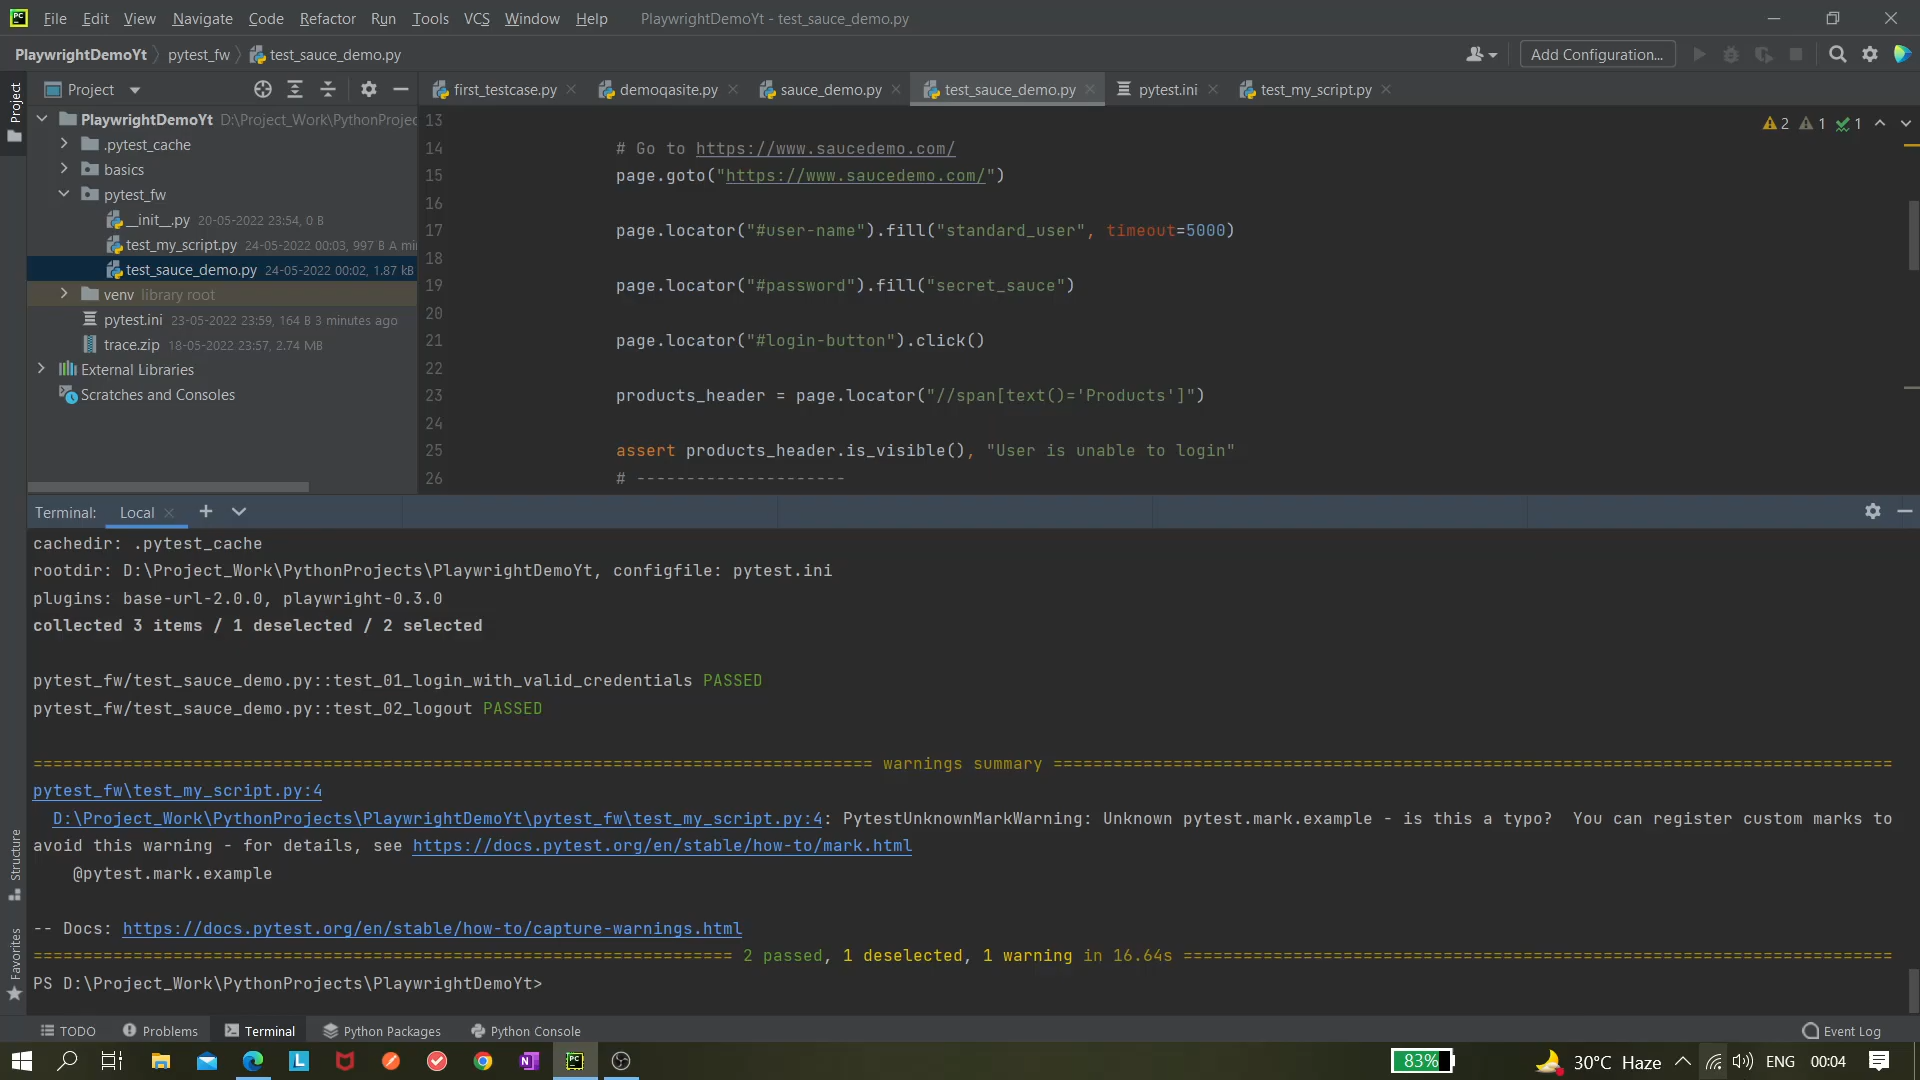 File Edit View Navigate Code Refactor Run Tools VCS Window Help PlaywrightDemoYt - test_sauce_demo.py
PlaywrightDemoYt pytest_fw test_sauce_demo.py Add Configuration...
Project
first_testcase.py demoqasite.py sauce_demo.py test_sauce_demo.py pytest.ini test_my_script.py
Project
PlaywrightDemoYt D:\Project_Work\PythonProjec
.pytest_cache
basics
pytest_fw
__init__.py 20-05-2022 23:54, 0 B
test_my_script.py 24-05-2022 00:03, 997 B A mi
test_sauce_demo.py 24-05-2022 00:02, 1.87 kB
venv library root
pytest.ini 23-05-2022 23:59, 164 B 3 minutes ago
trace.zip 18-05-2022 23:57, 2.74 MB
External Libraries
Scratches and Consoles
2 1 1
13
14 # Go to https://www.saucedemo.com/
15 page.goto("https://www.saucedemo.com/")
16
17 page.locator("#user-name").fill("standard_user", timeout=5000)
18
19 page.locator("#password").fill("secret_sauce")
20
21 page.locator("#login-button").click()
22
23 products_header = page.locator("//span[text()='Products']")
24
25 assert products_header.is_visible(), "User is unable to login"
26 # ---------------------
Terminal: Local
cachedir: .pytest_cache
rootdir: D:\Project_Work\PythonProjects\PlaywrightDemoYt, configfile: pytest.ini
plugins: base-url-2.0.0, playwright-0.3.0
collected 3 items / 1 deselected / 2 selected
pytest_fw/test_sauce_demo.py::test_01_login_with_valid_credentials PASSED
pytest_fw/test_sauce_demo.py::test_02_logout PASSED
==================================================================================== warnings summary ====================================================================================
pytest_fw\test_my_script.py:4
D:\Project_Work\PythonProjects\PlaywrightDemoYt\pytest_fw\test_my_script.py:4: PytestUnknownMarkWarning: Unknown pytest.mark.example - is this a typo?  You can register custom marks to
avoid this warning - for details, see https://docs.pytest.org/en/stable/how-to/mark.html
@pytest.mark.example
-- Docs: https://docs.pytest.org/en/stable/how-to/capture-warnings.html
====================================================================== 2 passed, 1 deselected, 1 warning in 16.64s =======================================================================
PS D:\Project_Work\PythonProjects\PlaywrightDemoYt>
Structure
Favorites
TODO Problems Terminal Python Packages Python Console Event Log
83% 30°C Haze ENG 00:04